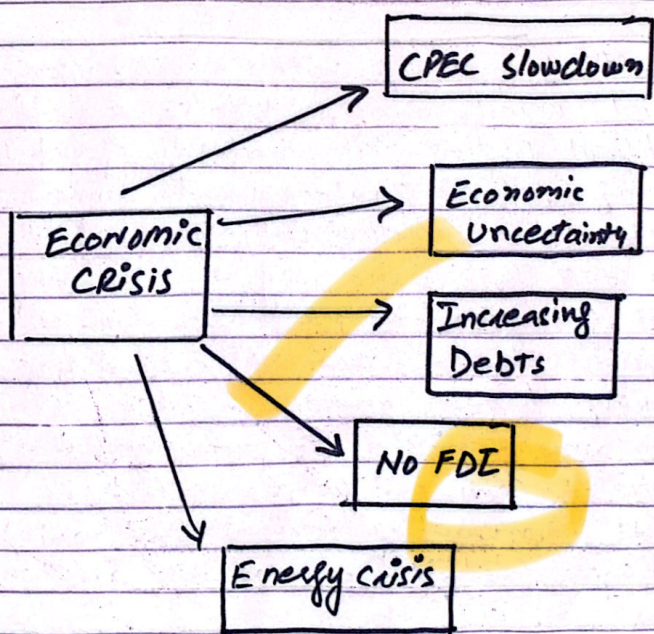 CPEC slowdown
Economic
uncertainty
ECONOMIC
CRISIS
Increasing
Debts
No FDI
Energy crisis